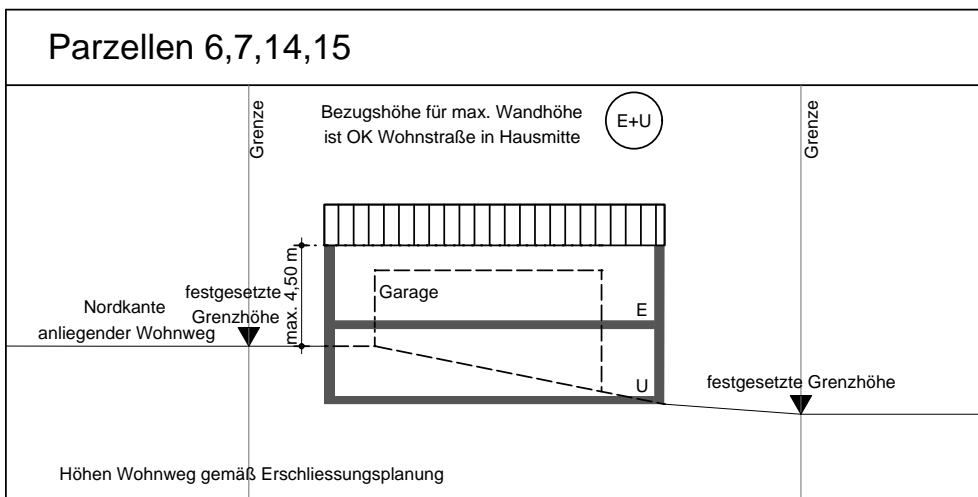 Parzellen 6,7,14,15
Grenze
Bezugshöhe für max. Wandhöhe
ist OK Wohnstraße in Hausmitte
E+U
Grenze
max. 4,50 m
Garage
festgesetzte
Grenzhöhe
Nordkante
anliegender Wohnweg
E
U
festgesetzte Grenzhöhe
Höhen Wohnweg gemäß Erschliessungsplanung